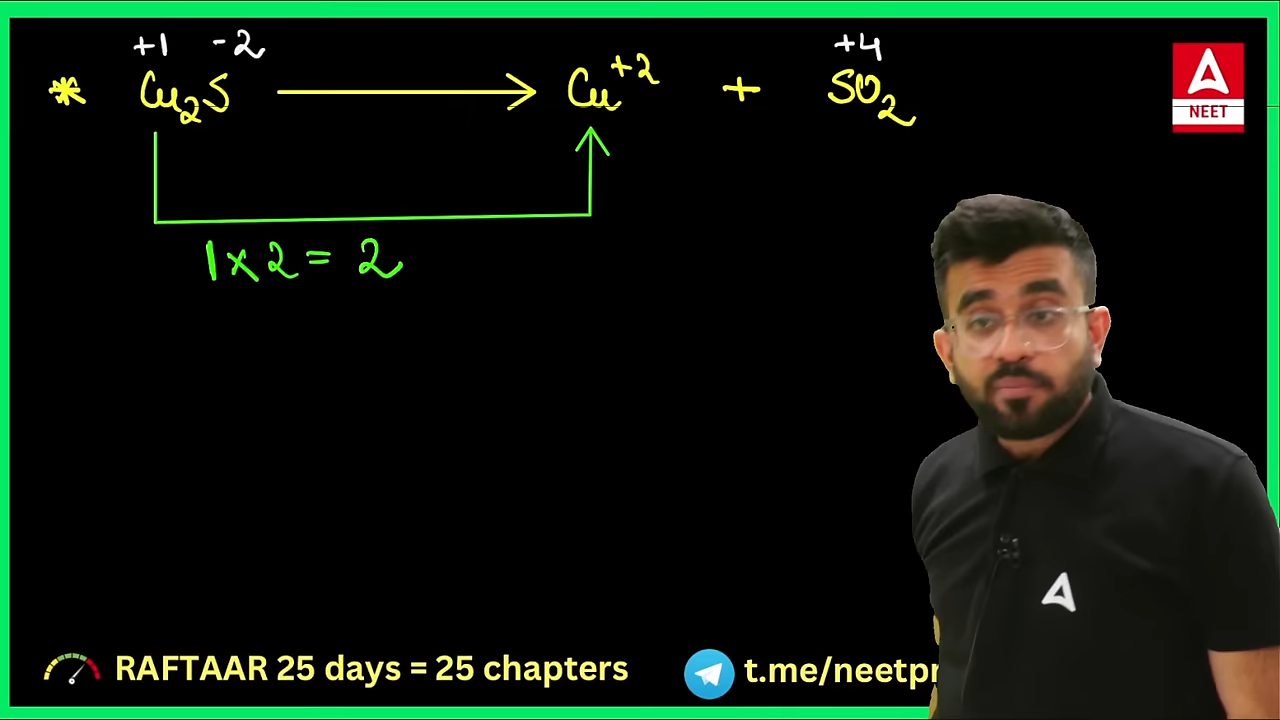 +1 -2 +4
* Cu₂S ⟶ Cu⁺² + SO₂
1 x 2 = 2
NEET
RAFTAAR 25 days = 25 chapters
t.me/neetpr